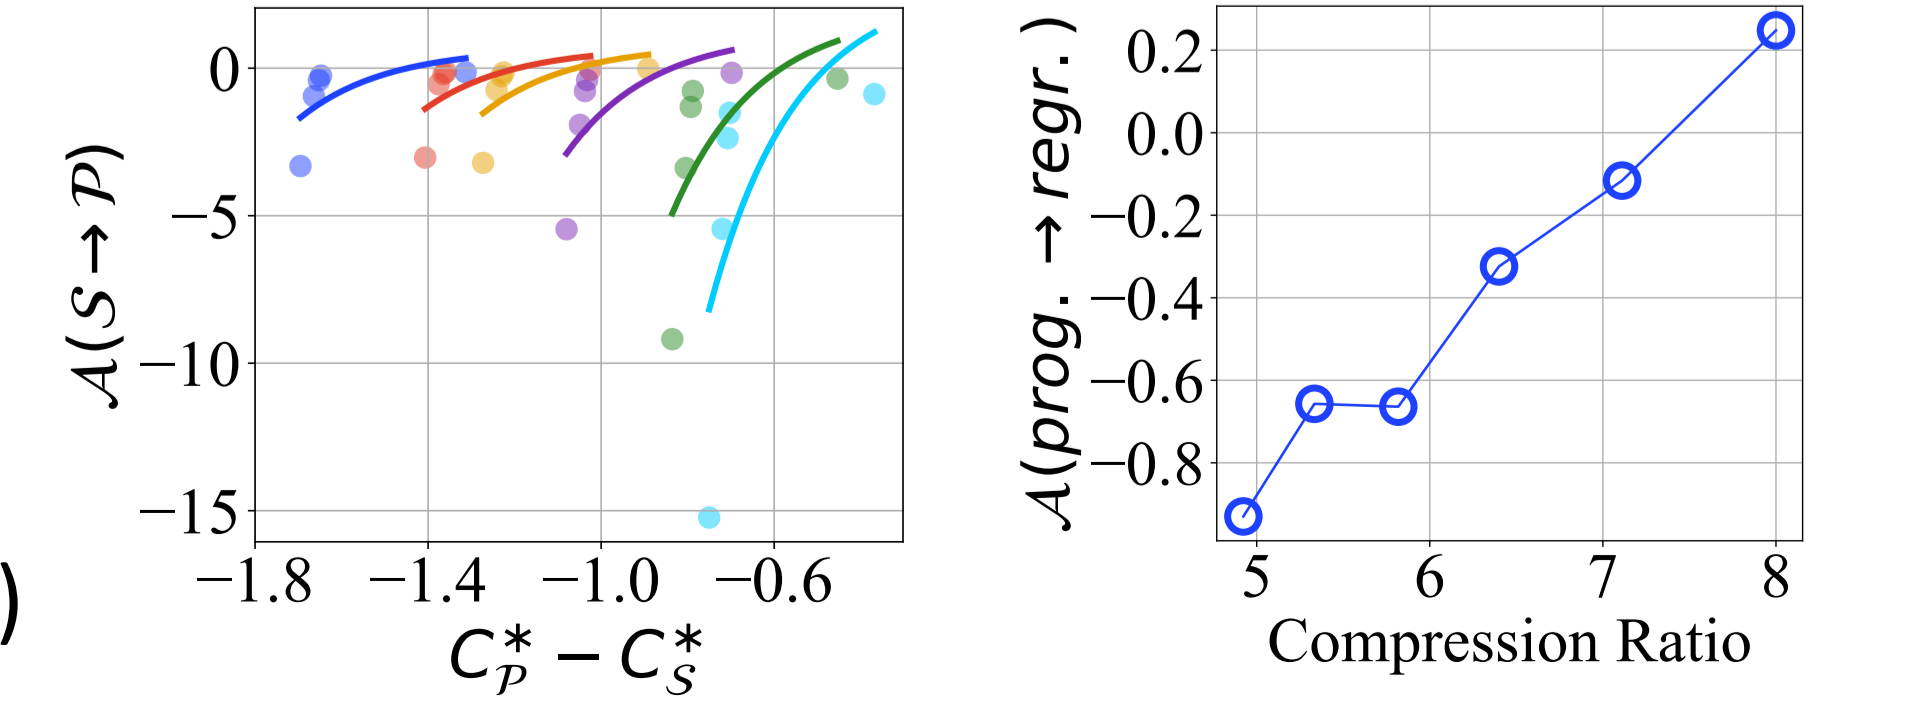 𝒜(𝒮→𝒫)
0
−5
−10
−15
−1.8 −1.4 −1.0 −0.6
C*𝒫 − C*𝒮
)
𝒜(prog. → regr.)
0.2
0.0
−0.2
−0.4
−0.6
−0.8
5 6 7 8
Compression Ratio